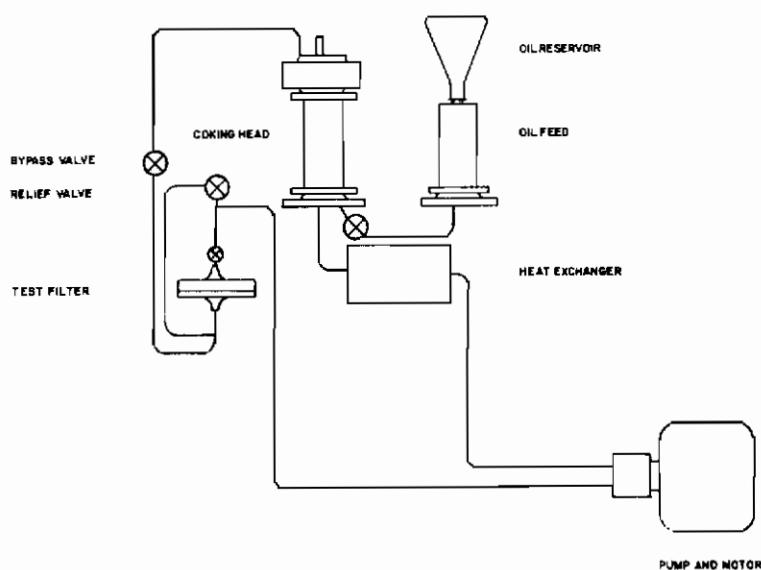 OIL RESERVOIR
COKING HEAD
OIL FEED
BYPASS VALVE
RELIEF VALVE
HEAT EXCHANGER
TEST FILTER
PUMP AND MOTOR